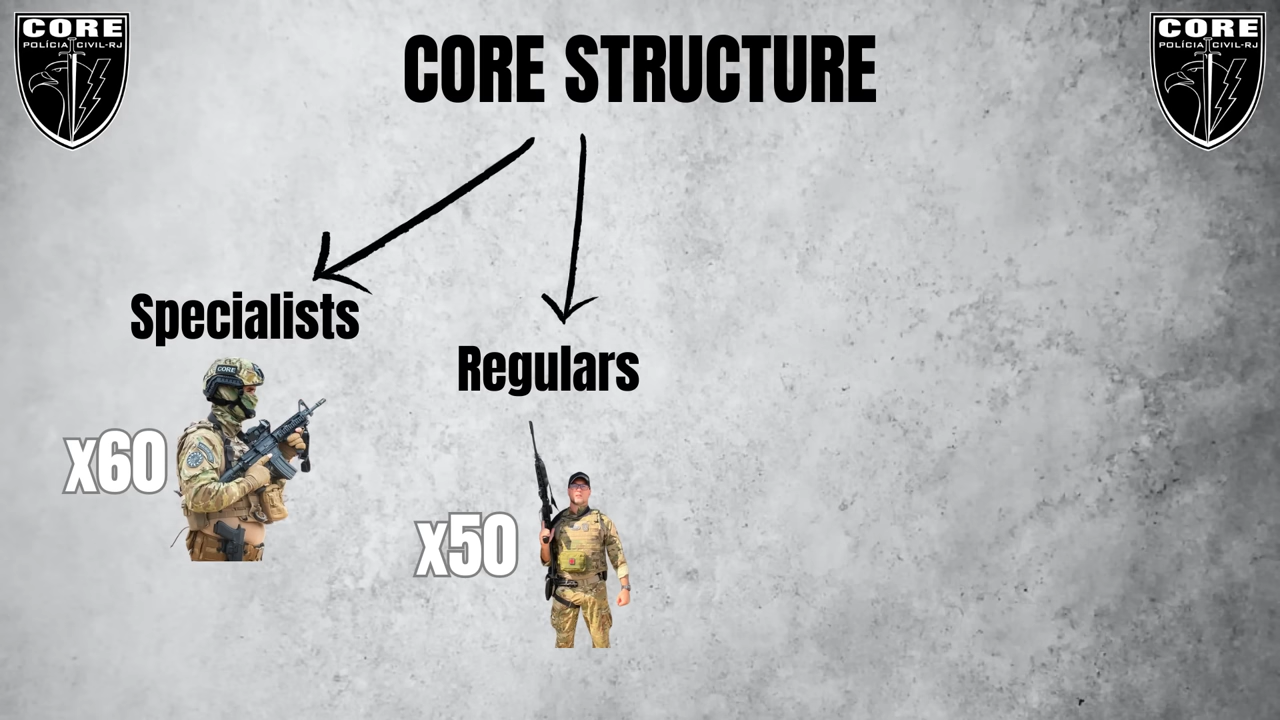 CORE
POLÍCIA CIVIL-RJ
CORE STRUCTURE
CORE
POLÍCIA CIVIL-RJ
Specialists
CORE
x60
Regulars
x50